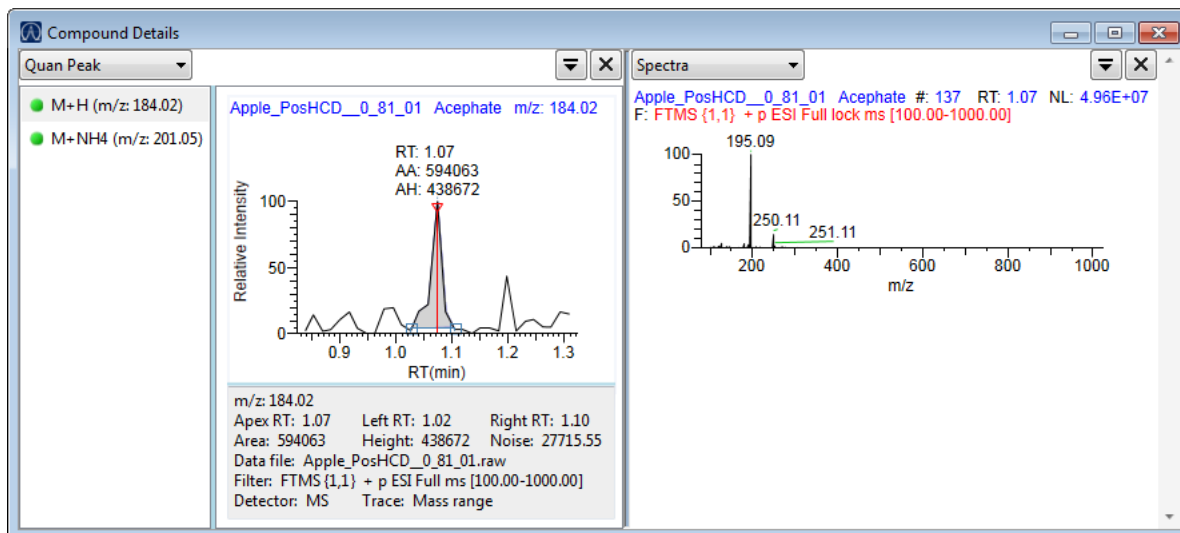 Compound Details
Quan Peak
M+H (m/z: 184.02)
M+NH4 (m/z: 201.05)
Apple_PosHCD__0_81_01 Acephate m/z: 184.02
RT: 1.07
AA: 594063
AH: 438672
Relative Intensity
100
50
0
0.9 1.0 1.1 1.2 1.3
RT(min)
m/z: 184.02
Apex RT: 1.07 Left RT: 1.02 Right RT: 1.10
Area: 594063 Height: 438672 Noise: 27715.55
Data file: Apple_PosHCD__0_81_01.raw
Filter: FTMS {1,1} + p ESI Full ms [100.00-1000.00]
Detector: MS Trace: Mass range
Spectra
Apple_PosHCD__0_81_01 Acephate #: 137 RT: 1.07 NL: 4.96E+07
F: FTMS {1,1} + p ESI Full lock ms [100.00-1000.00]
195.09
100
50
250.11
251.11
0
200 400 600 800 1000
m/z